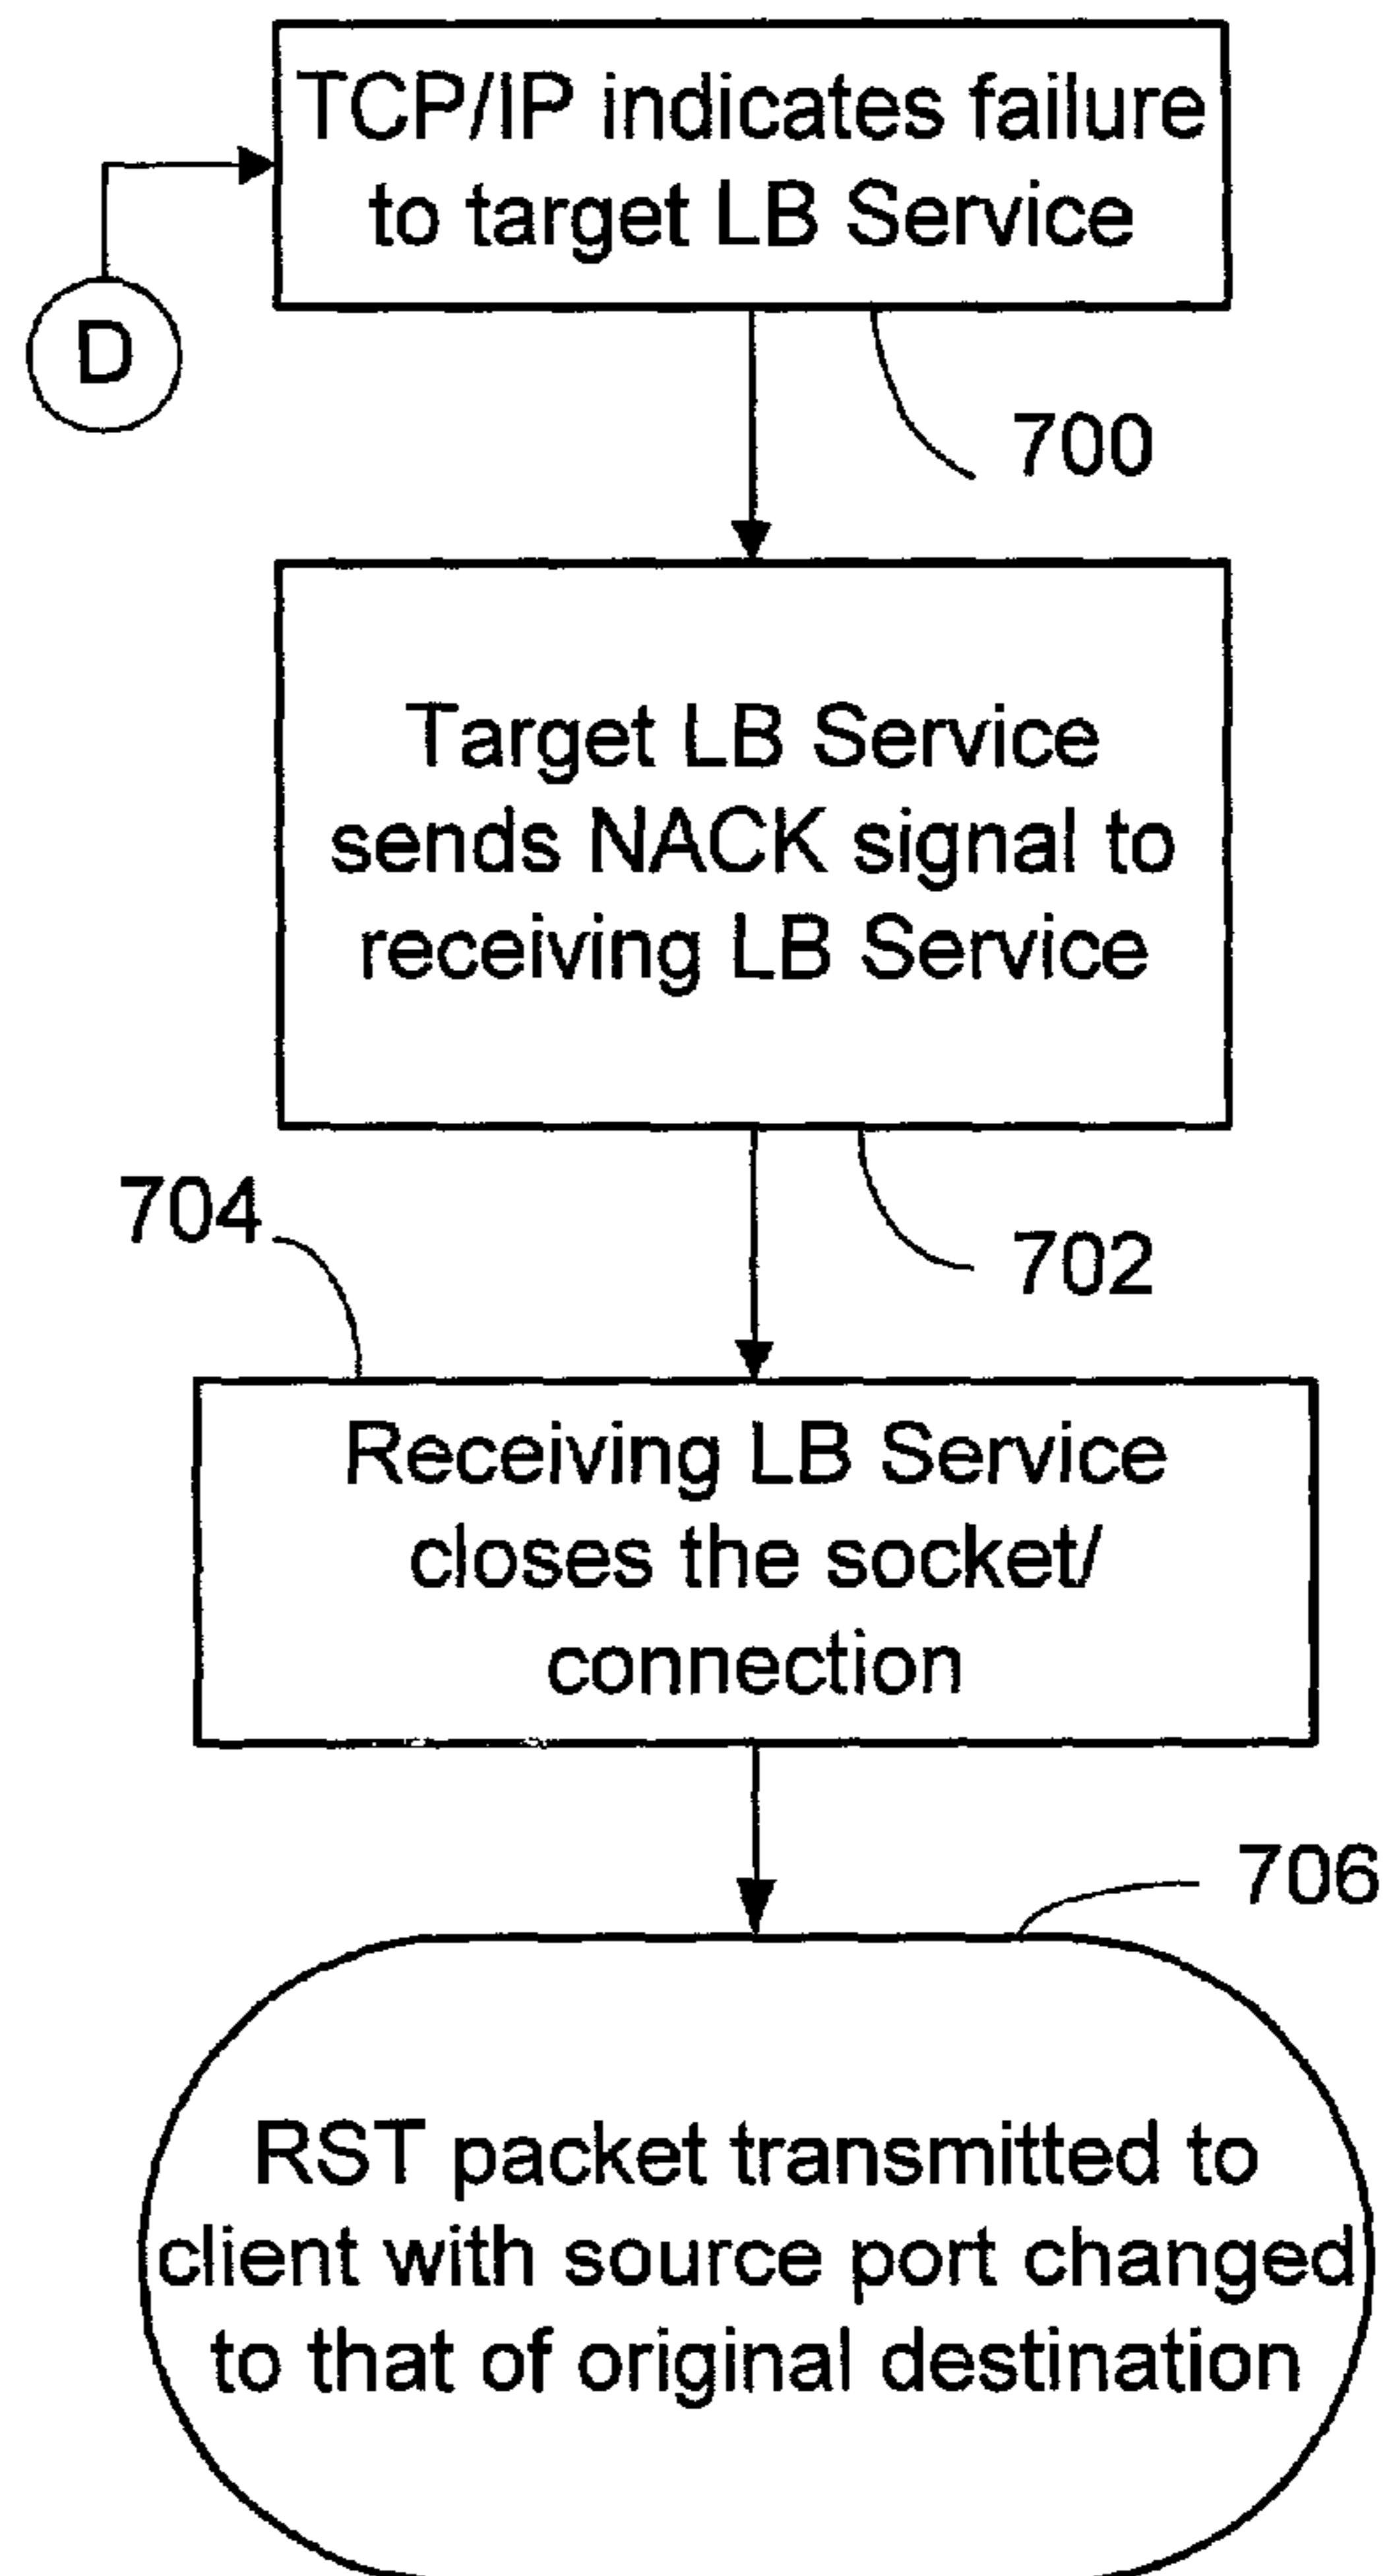 TCP/IP indicates failure
to target LB Service
D
700
Target LB Service
sends NACK signal to
receiving LB Service
704
702
Receiving LB Service
closes the socket/
connection
706
RST packet transmitted to
client with source port changed
to that of original destination